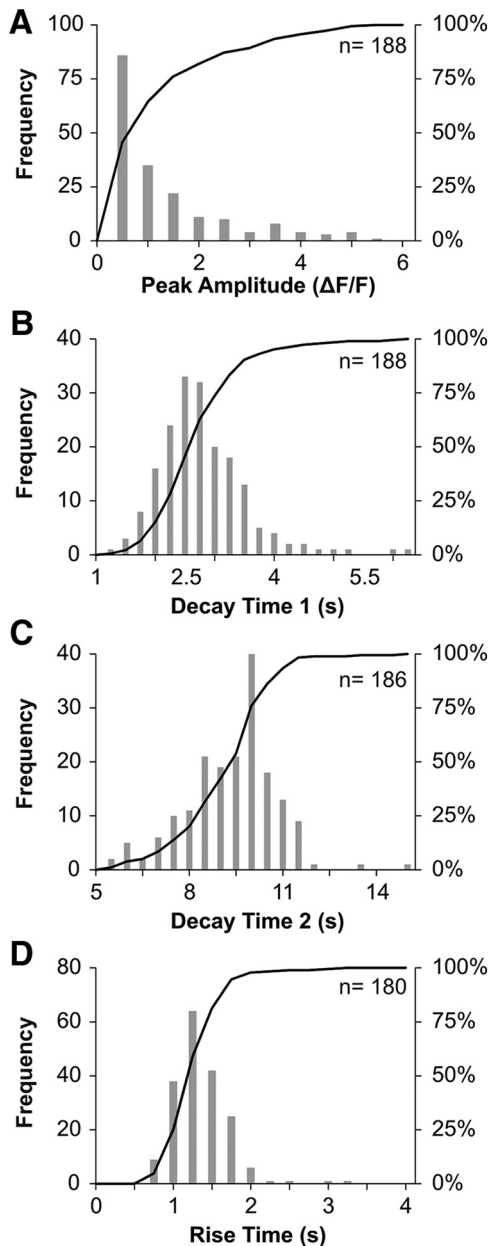 A
100
75
50
25
0
100%
75%
50%
25%
0%
n= 188
Frequency
0 2 4 6
Peak Amplitude (ΔF/F)
B
40
30
20
10
0
100%
75%
50%
25%
0%
n= 188
Frequency
1 2.5 4 5.5
Decay Time 1 (s)
C
40
30
20
10
0
100%
75%
50%
25%
0%
n= 186
Frequency
5 8 11 14
Decay Time 2 (s)
D
80
60
40
20
0
100%
75%
50%
25%
0%
n= 180
Frequency
0 1 2 3 4
Rise Time (s)